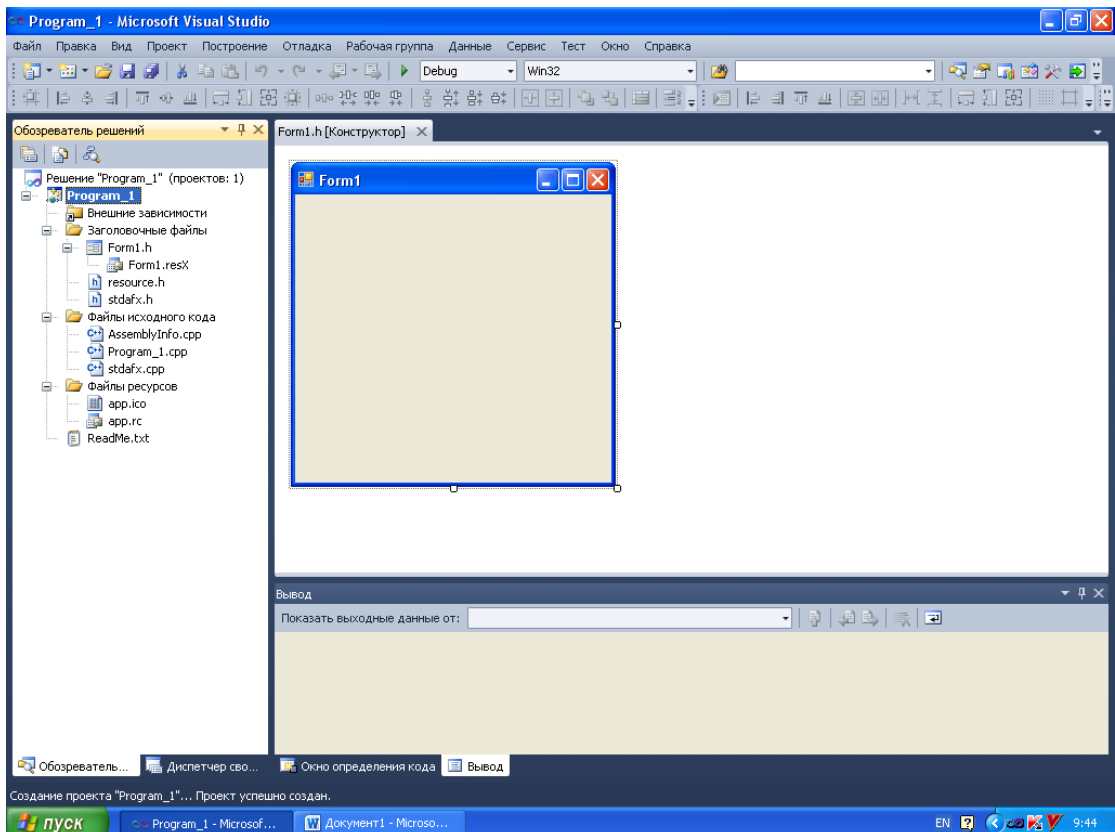 Program_1 - Microsoft Visual Studio
Файл Правка Вид Проект Построение Отладка Рабочая группа Данные Сервис Тест Окно Справка
Debug Win32
Обозреватель решений
Form1.h [Конструктор]
Решение "Program_1" (проектов: 1)
Program_1
Внешние зависимости
Заголовочные файлы
Form1.h
Form1.resX
resource.h
stdafx.h
Файлы исходного кода
AssemblyInfo.cpp
Program_1.cpp
stdafx.cpp
Файлы ресурсов
app.ico
app.rc
ReadMe.txt
Form1
Вывод
Показать выходные данные от:
Обозреватель... Диспетчер сво... Окно определения кода Вывод
Создание проекта "Program_1"... Проект успешно создан.
пуск Program_1 - Microsof... Документ1 - Microso... EN 9:44